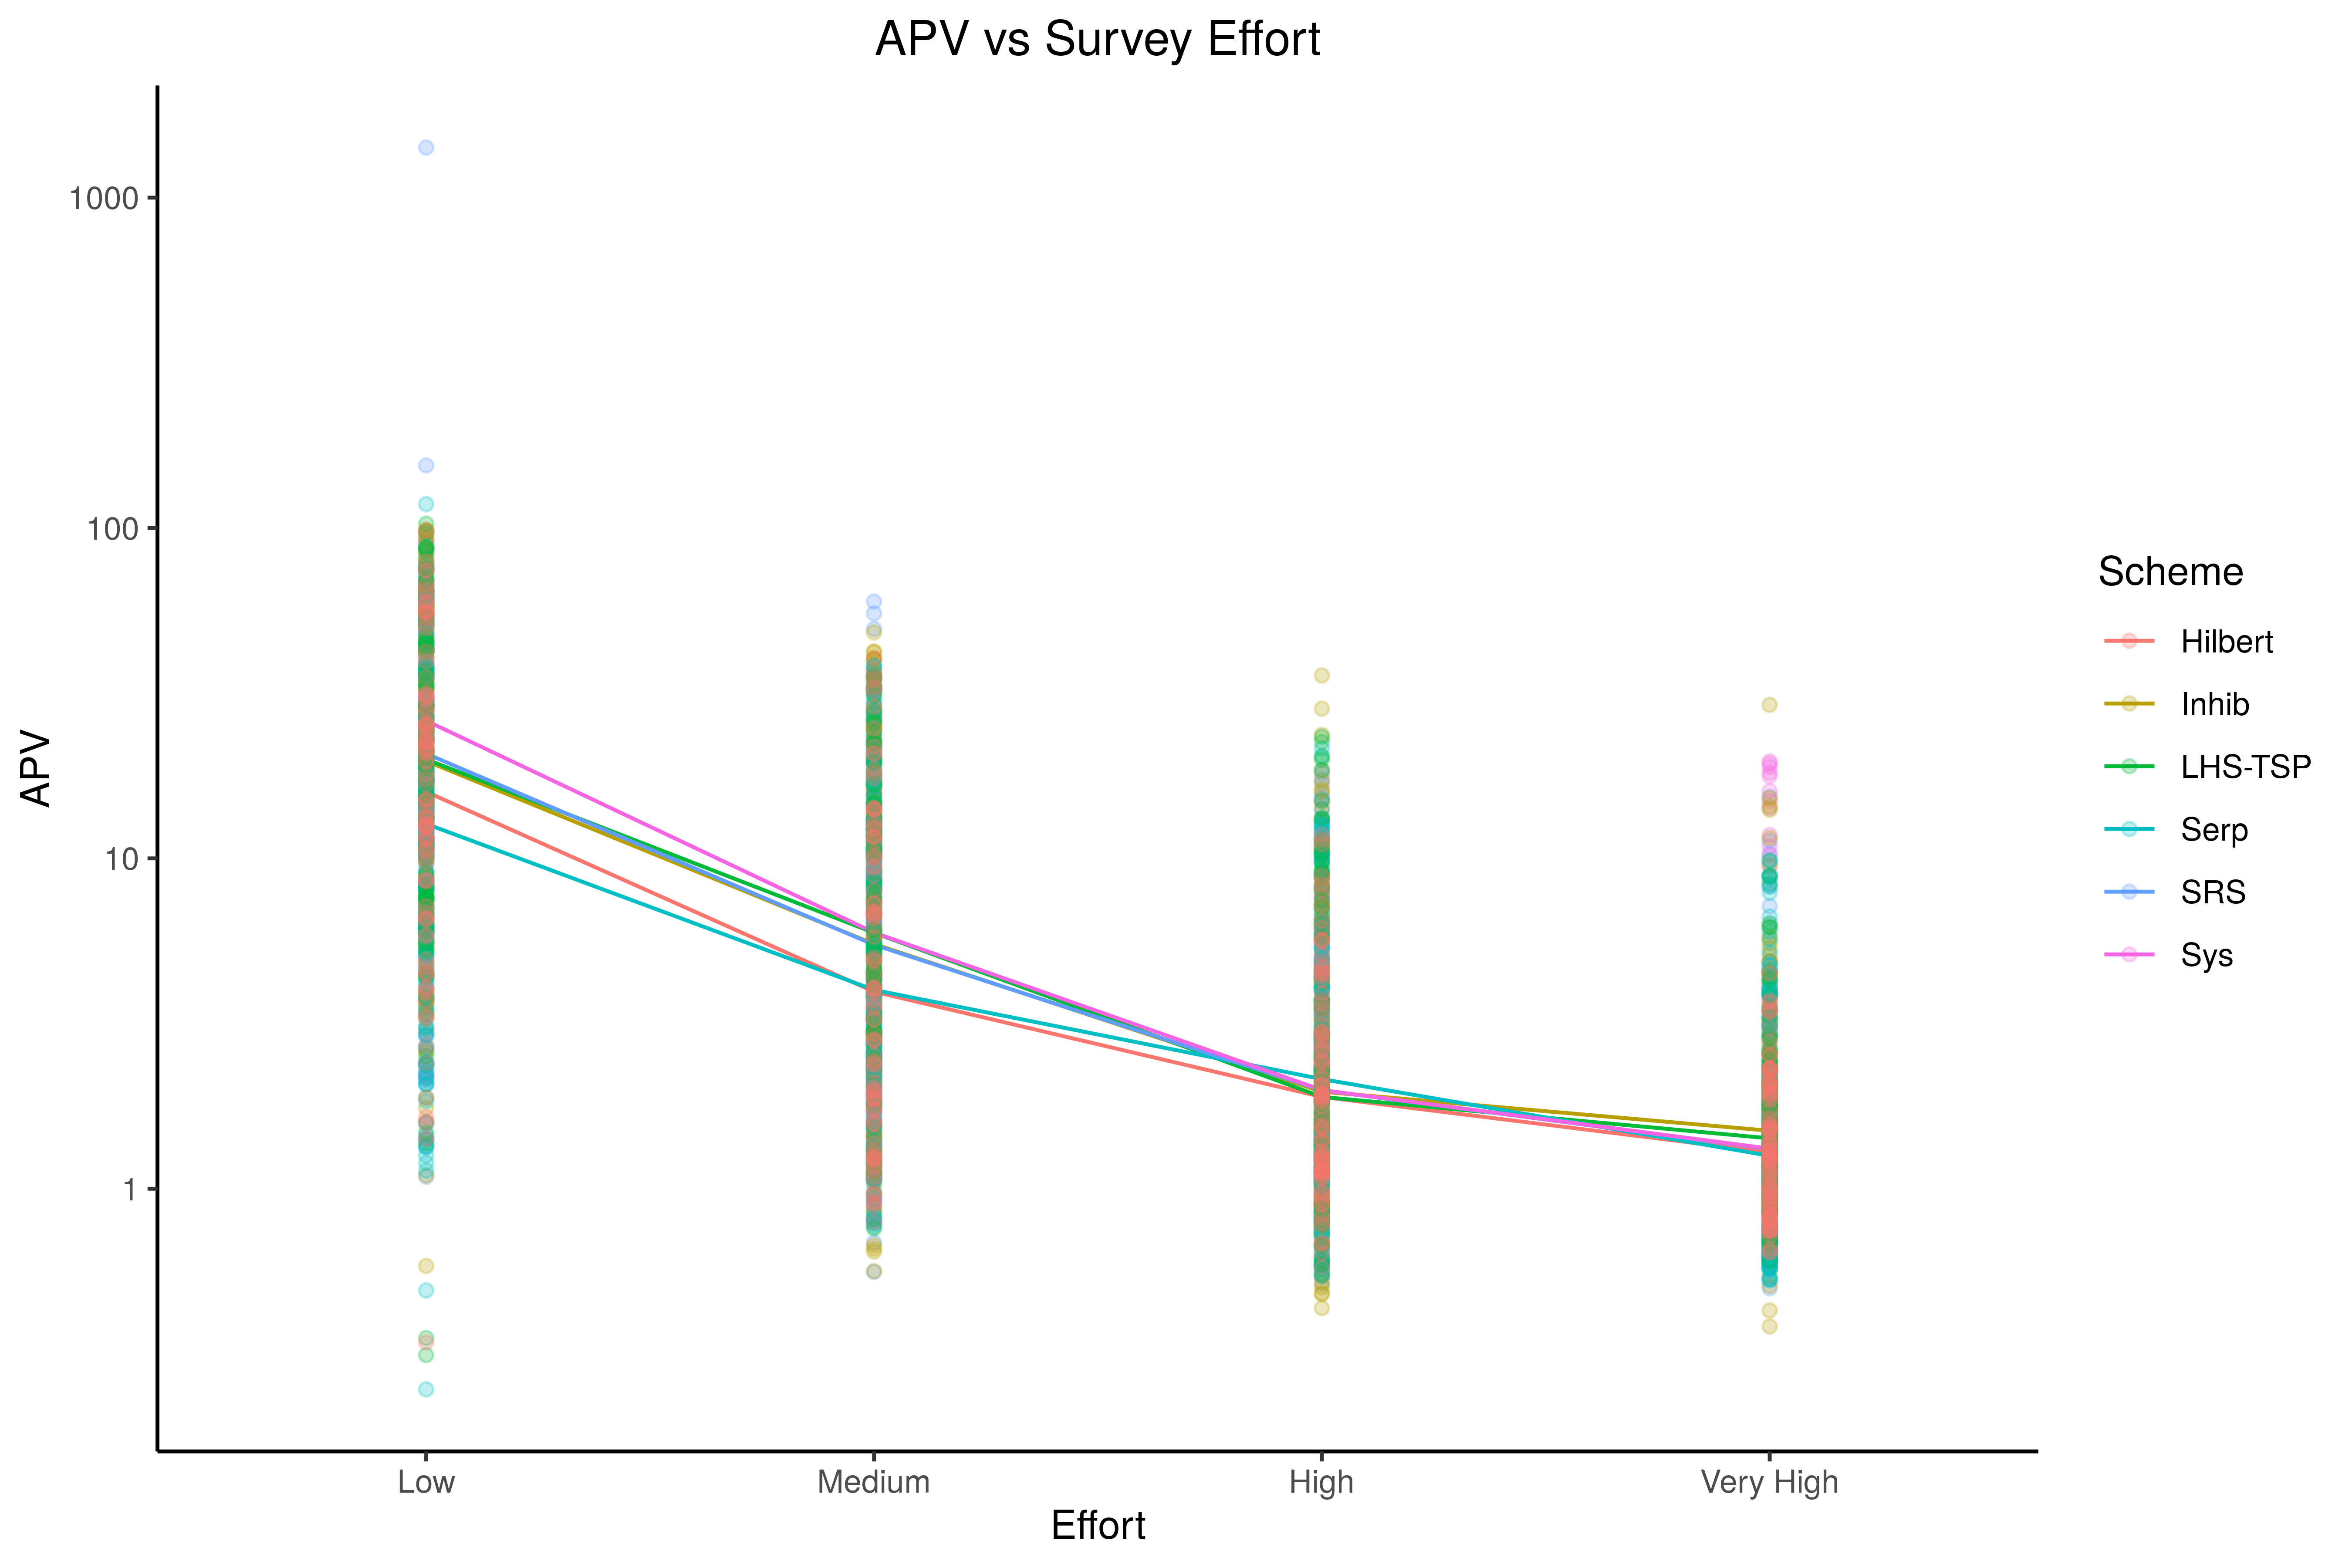 APV vs Survey Effort
APV
1000
100
10
1
Low
Medium
High
Very High
Effort
Scheme
Hilbert
Inhib
LHS-TSP
Serp
SRS
Sys